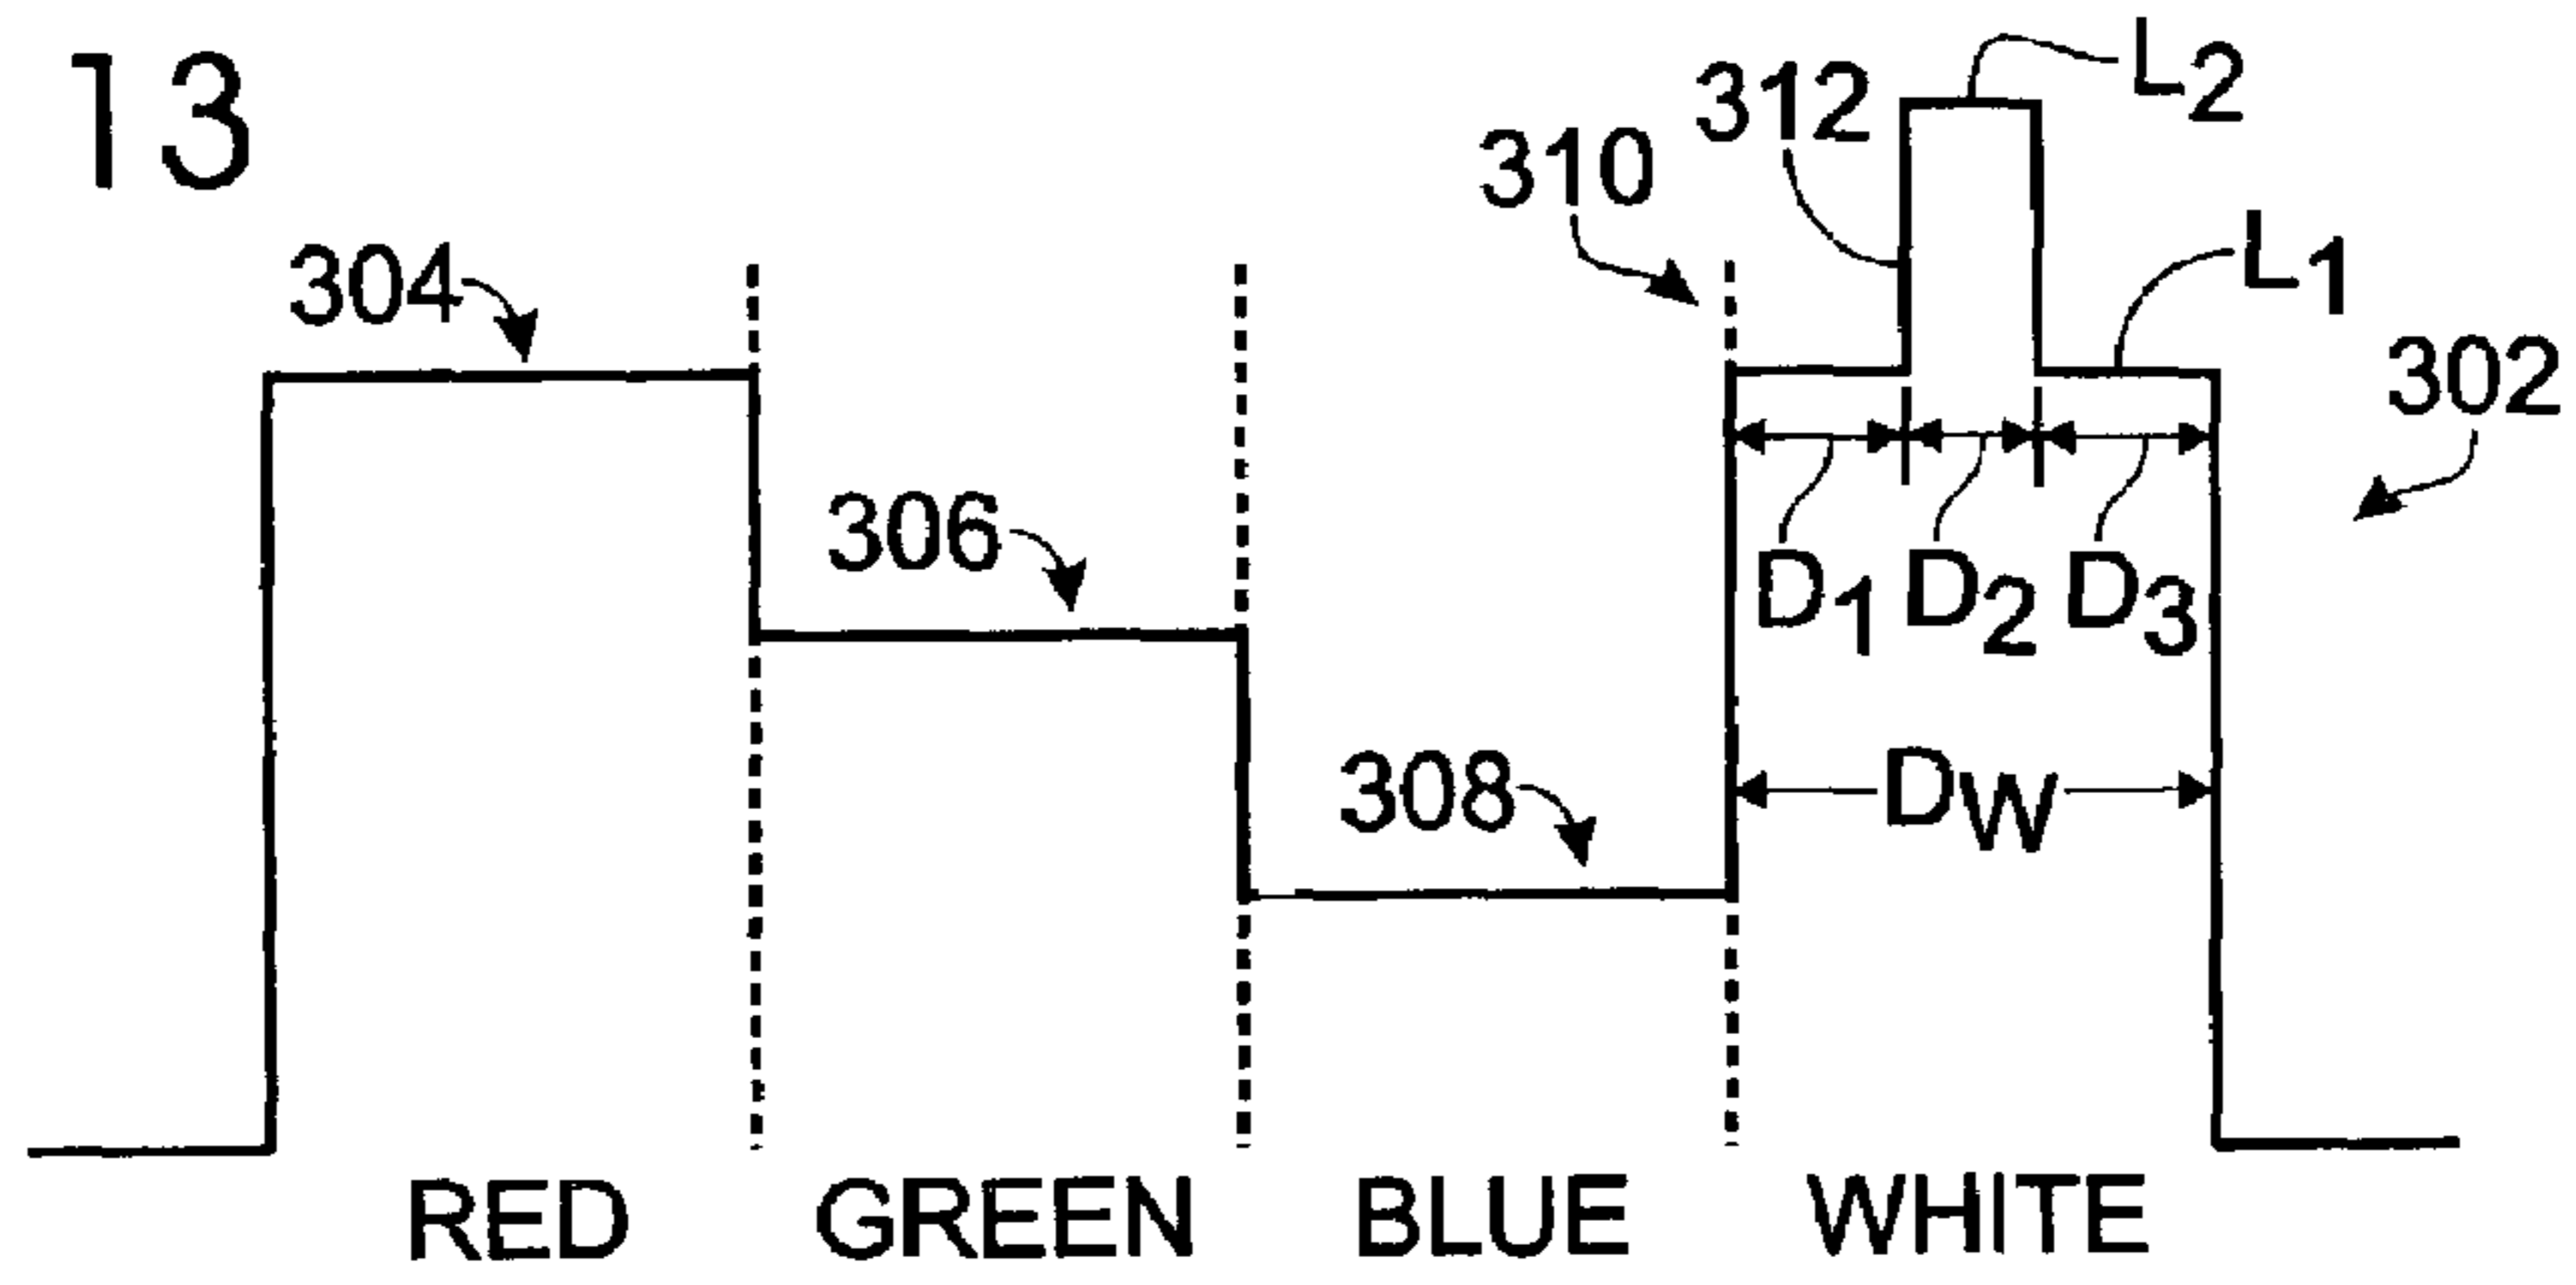 13
304
306
308
310
312
L2
L1
302
D1 D2 D3
DW
RED GREEN BLUE WHITE